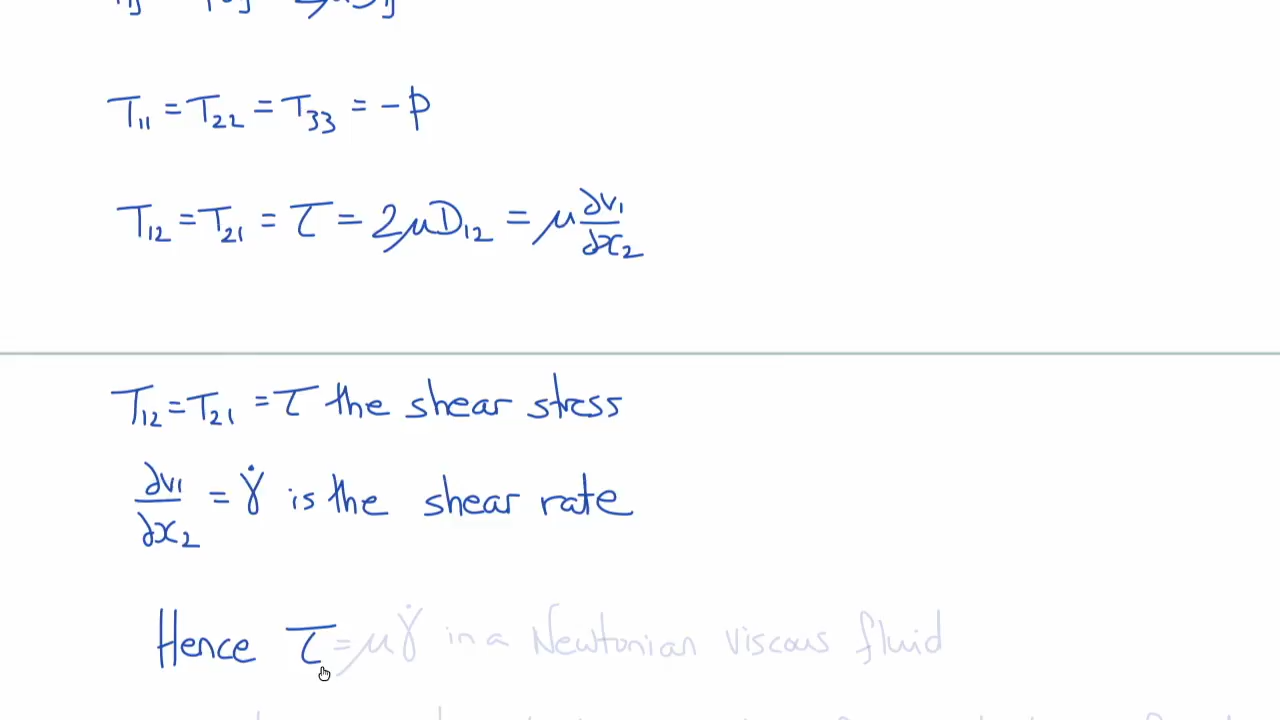 T₁₁ = T₂₂ = T₃₃ = -p
T₁₂ = T₂₁ = τ = 2μD₁₂ = μ ∂v₁/∂x₂
T₁₂ = T₂₁ = τ the shear stress
∂v₁/∂x₂ = γ̇ is the shear rate
Hence τ = μγ̇ in a Newtonian viscous fluid